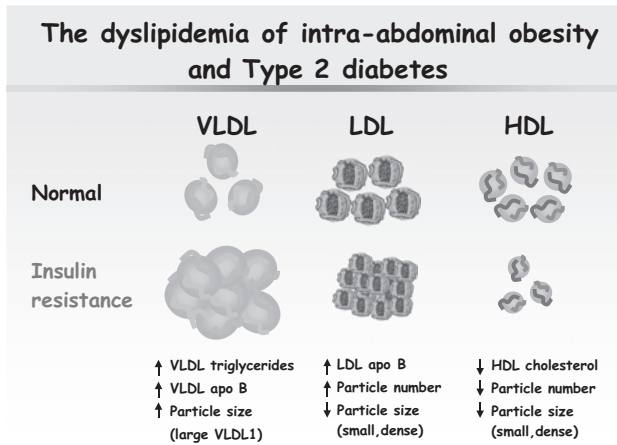 The dyslipidemia of intra-abdominal obesity
and Type 2 diabetes
VLDL LDL HDL
Normal
Insulin
resistance
↑ VLDL triglycerides
↑ VLDL apo B
↑ Particle size
(large VLDL1)
↑ LDL apo B
↑ Particle number
↓ Particle size
(small,dense)
↓ HDL cholesterol
↓ Particle number
↓ Particle size
(small,dense)